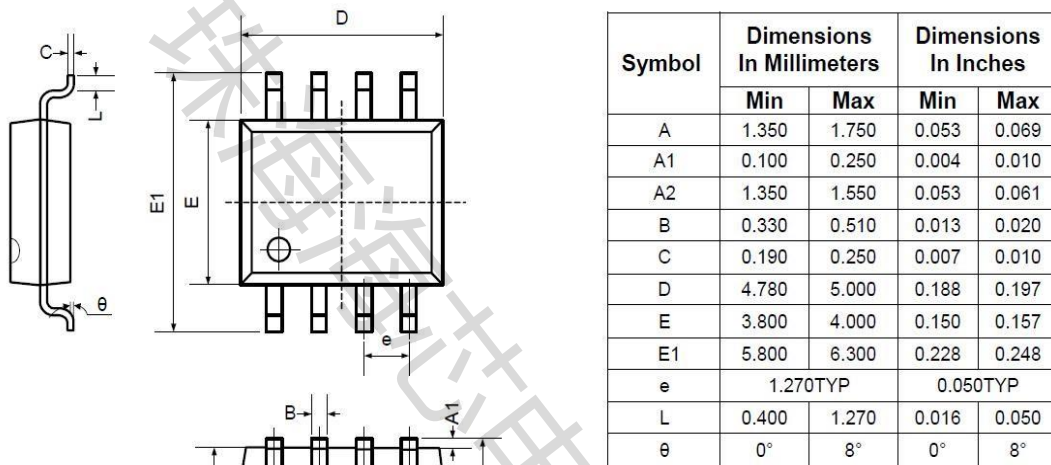 D
C
L
E1
E
θ
e
B
A1
珠海海芯电
Symbol Dimensions In Millimeters Dimensions In Inches
Min Max Min Max
A 1.350 1.750 0.053 0.069
A1 0.100 0.250 0.004 0.010
A2 1.350 1.550 0.053 0.061
B 0.330 0.510 0.013 0.020
C 0.190 0.250 0.007 0.010
D 4.780 5.000 0.188 0.197
E 3.800 4.000 0.150 0.157
E1 5.800 6.300 0.228 0.248
e 1.270TYP 0.050TYP
L 0.400 1.270 0.016 0.050
θ 0° 8° 0° 8°